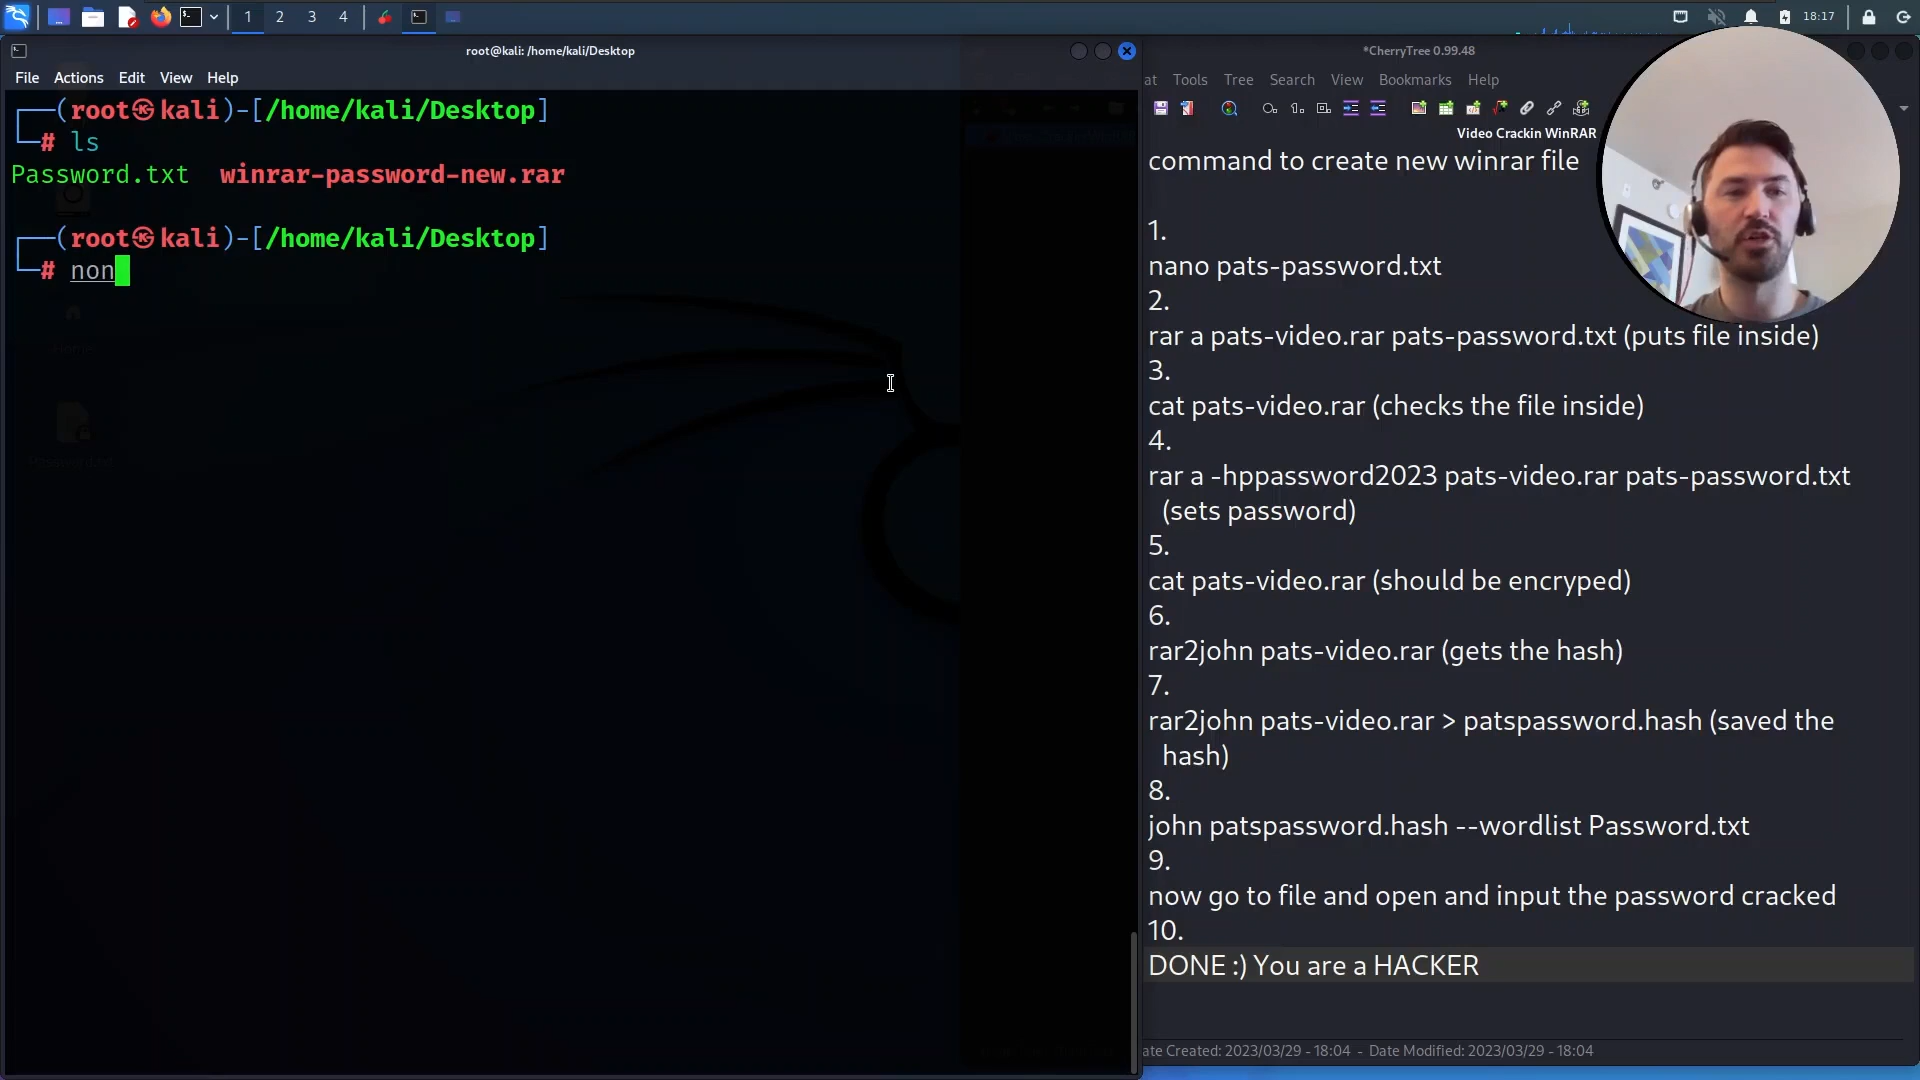 1 2 3 4
18:17
root@kali: /home/kali/Desktop
*CherryTree 0.99.48
File Actions Edit View Help
at Tools Tree Search View Bookmarks Help
Video Crackin WinRAR
┌──(root㉿kali)-[/home/kali/Desktop]
└─# ls
Password.txt winrar-password-new.rar
┌──(root㉿kali)-[/home/kali/Desktop]
└─# non
command to create new winrar file
1.
nano pats-password.txt
2.
rar a pats-video.rar pats-password.txt (puts file inside)
3.
cat pats-video.rar (checks the file inside)
4.
rar a -hppassword2023 pats-video.rar pats-password.txt
(sets password)
5.
cat pats-video.rar (should be encryped)
6.
rar2john pats-video.rar (gets the hash)
7.
rar2john pats-video.rar > patspassword.hash (saved the
hash)
8.
john patspassword.hash --wordlist Password.txt
9.
now go to file and open and input the password cracked
10.
DONE :) You are a HACKER
ate Created: 2023/03/29 - 18:04 - Date Modified: 2023/03/29 - 18:04